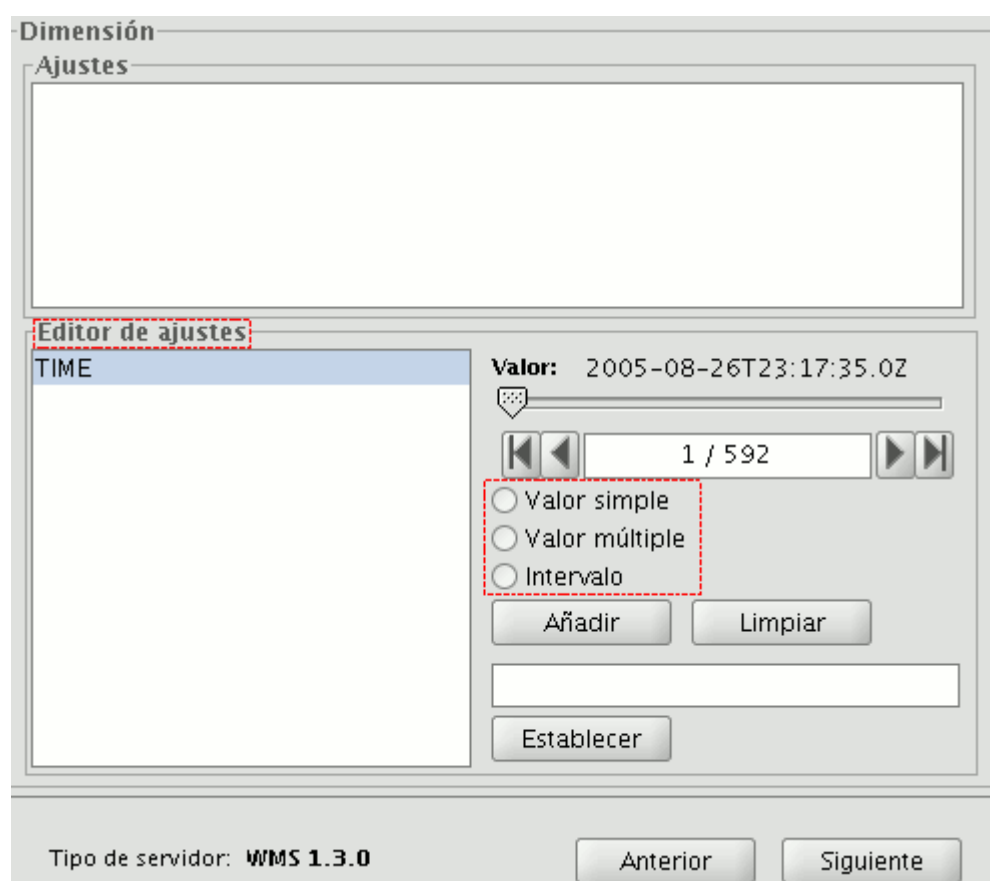 Dimensión
Ajustes
Editor de ajustes
TIME
Valor: 2005-08-26T23:17:35.0Z
1 / 592
Valor simple
Valor múltiple
Intervalo
Añadir Limpiar
Establecer
Tipo de servidor: WMS 1.3.0
Anterior Siguiente